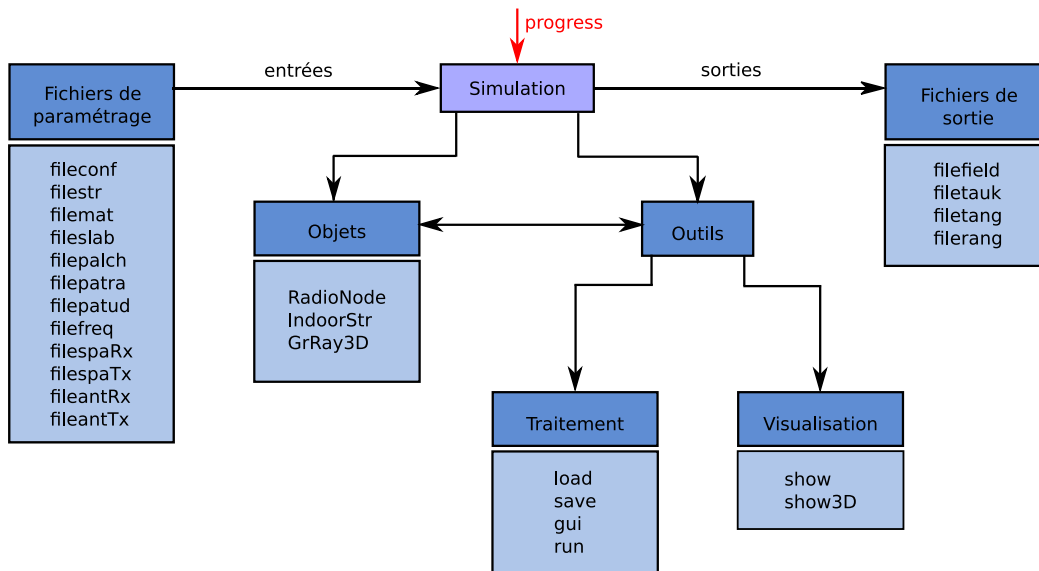 progress
entrées
sorties
Fichiers de
paramétrage
Simulation
Fichiers de
sortie
fileconf
filestr
filemat
fileslab
filepalch
filepatra
filepatud
filefreq
filespaRx
filespaTx
fileantRx
fileantTx
filefield
filetauk
filetang
filerang
Objets
Outils
RadioNode
IndoorStr
GrRay3D
Traitement
Visualisation
load
save
gui
run
show
show3D